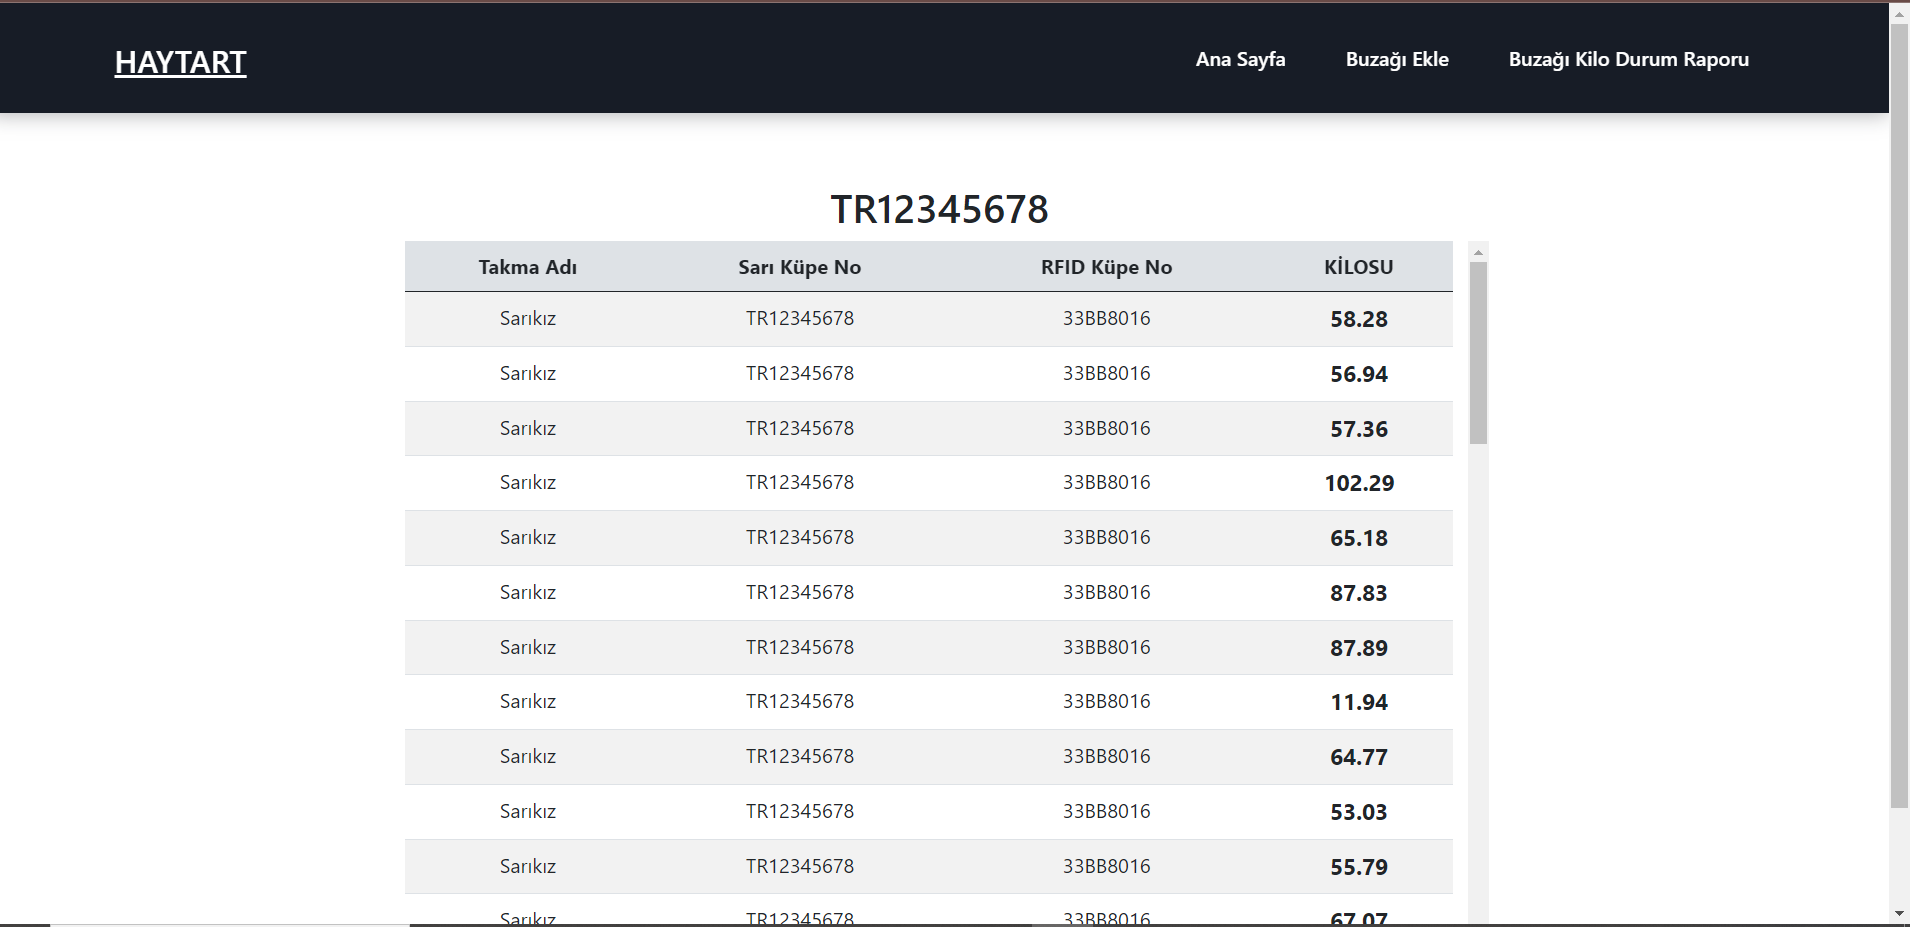 HAYTART Ana Sayfa Buzağı Ekle Buzağı Kilo Durum Raporu
TR12345678
Takma Adı Sarı Küpe No RFID Küpe No KİLOSU
Sarıkız TR12345678 33BB8016 58.28
Sarıkız TR12345678 33BB8016 56.94
Sarıkız TR12345678 33BB8016 57.36
Sarıkız TR12345678 33BB8016 102.29
Sarıkız TR12345678 33BB8016 65.18
Sarıkız TR12345678 33BB8016 87.83
Sarıkız TR12345678 33BB8016 87.89
Sarıkız TR12345678 33BB8016 11.94
Sarıkız TR12345678 33BB8016 64.77
Sarıkız TR12345678 33BB8016 53.03
Sarıkız TR12345678 33BB8016 55.79
Sarıkız TR12345678 33BB8016 67.07